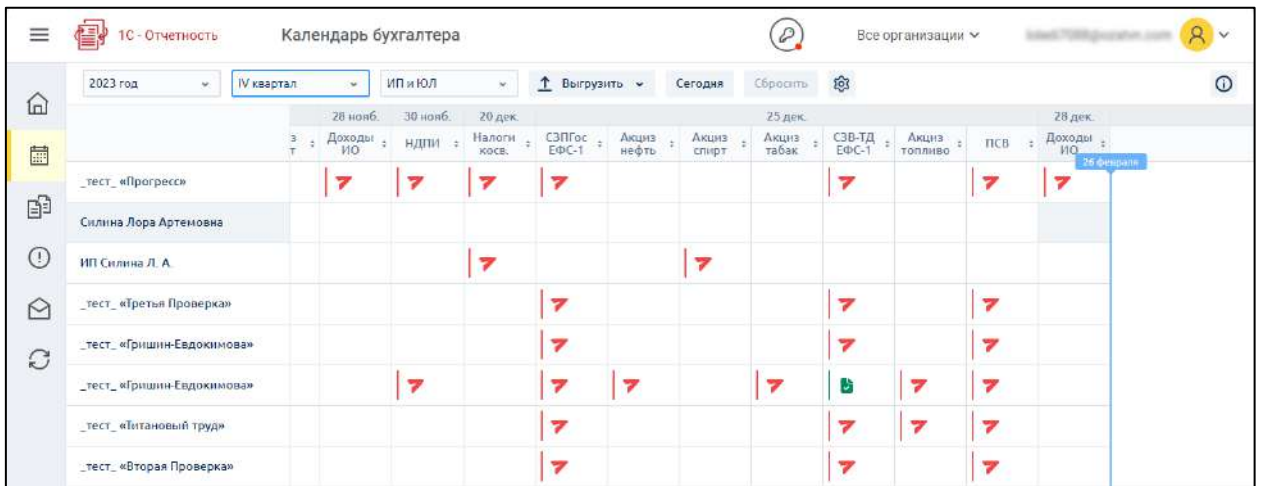 1С - Отчетность
Календарь бухгалтера
Все организации
2023 год
IV квартал
ИП и ЮЛ
Выгрузить
Сегодня
Сбросить
28 нояб. 30 нояб. 20 дек. 25 дек. 28 дек.
з Доходы НДПИ Налоги СЗПГос Акциз Акциз Акциз СЗВ-ТД Акциз ПСВ Доходы
т ИО косв. ЕФС-1 нефть спирт табак ЕФС-1 топливо ИО
26 февраля
_тест_ «Прогресс»
Силина Лора Артемовна
ИП Силина Л. А.
_тест_ «Третья Проверка»
_тест_ «Гришин-Евдокимова»
_тест_ «Гришин-Евдокимова»
_тест_ «Титановый труд»
_тест_ «Вторая Проверка»